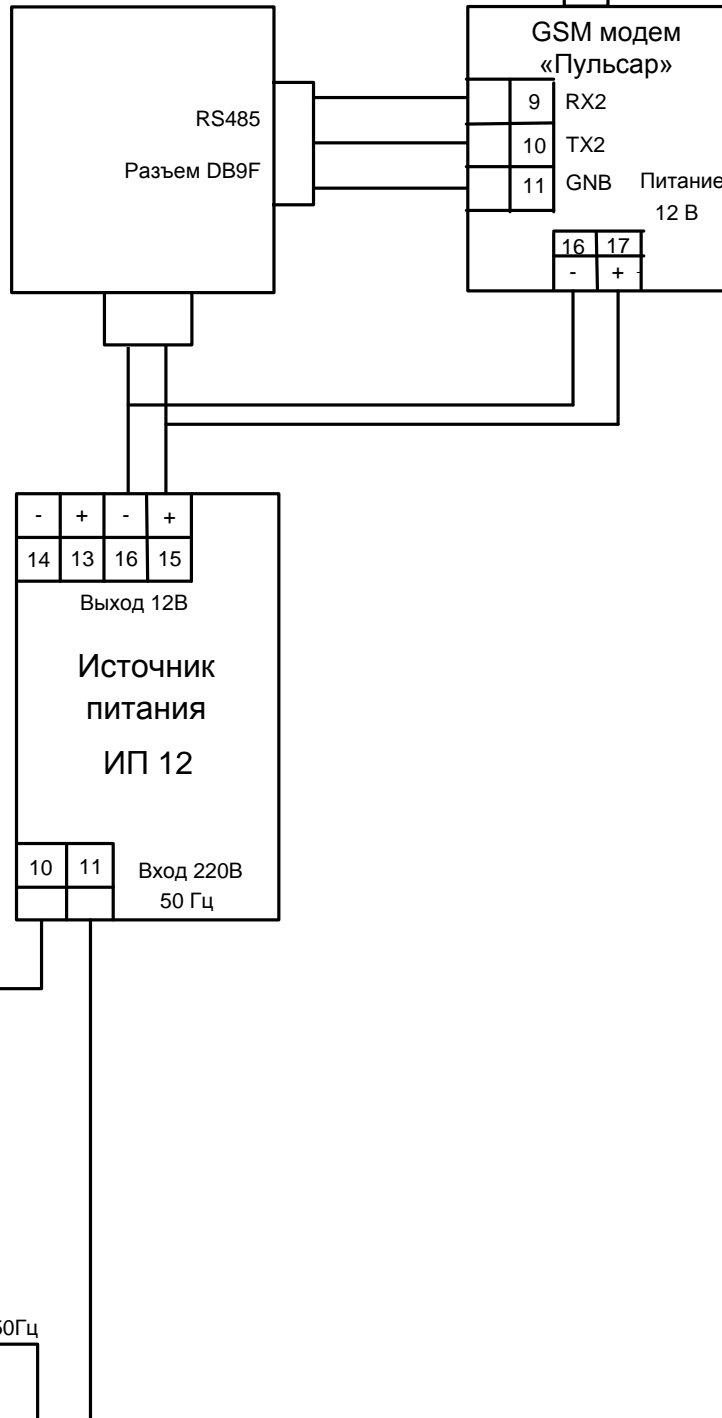 GSM модем
«Пульсар»
RS485
Разъем DB9F
9 RX2
10 TX2
11 GNB
Питание
12 В
16 17
- +
- + - +
14 13 16 15
Выход 12В
Источник
питания
ИП 12
10 11
Вход 220В
50 Гц
50Гц